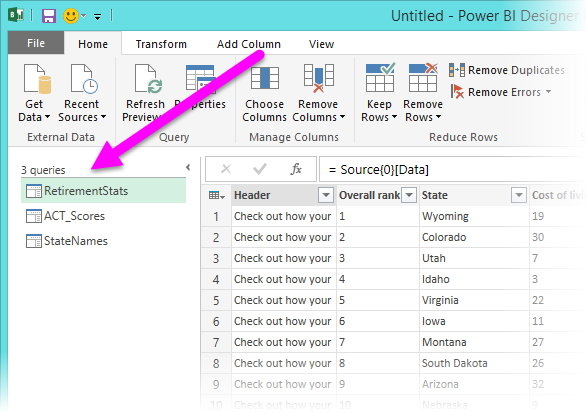 Untitled - Power BI Designer
File Home Transform Add Column View
Get Data Recent Sources Refresh Preview Properties Choose Columns Remove Columns Keep Rows Remove Rows Remove Duplicates
Remove Errors
External Data Query Manage Columns Reduce Rows
3 queries
RetirementStats
ACT_Scores
StateNames
fx = Source{0}[Data]
Header Overall rank State Cost of livi
1 Check out how your 1 Wyoming 19
2 Check out how your 2 Colorado 30
3 Check out how your 3 Utah 7
4 Check out how your 4 Idaho 3
5 Check out how your 5 Virginia 22
6 Check out how your 6 Iowa 11
7 Check out how your 7 Montana 27
8 Check out how your 8 South Dakota 26
9 Check out how your 9 Arizona 32
10 Check out how your 10 Nebraska 9